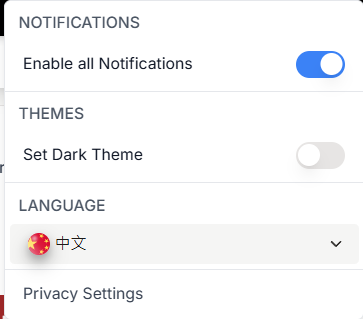 NOTIFICATIONS
Enable all Notifications
THEMES
Set Dark Theme
LANGUAGE
中文
Privacy Settings